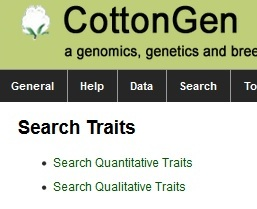 CottonGen
a genomics, genetics and bree
General Help Data Search To
Search Traits
Search Quantitative Traits
Search Qualitative Traits